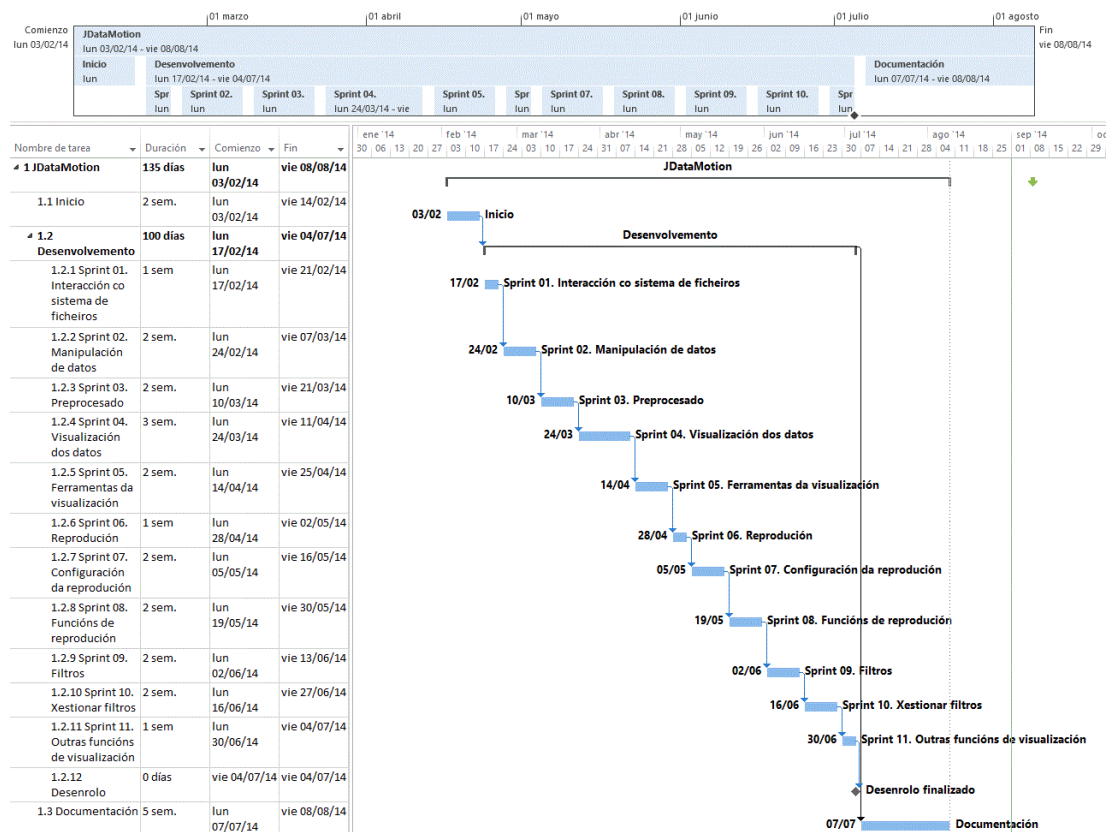 01 marzo 01 abril 01 mayo 01 junio 01 julio 01 agosto
Comienzo
lun 03/02/14
Fin
vie 08/08/14
JDataMotion
lun 03/02/14 - vie 08/08/14
Inicio
lun
Desenvolvemento
lun 17/02/14 - vie 04/07/14
Documentación
lun 07/07/14 - vie 08/08/14
Spr Sprint 02. Sprint 03. Sprint 04. Sprint 05. Spr Sprint 07. Sprint 08. Sprint 09. Sprint 10. Spr
lun lun lun lun 24/03/14 - vie lun lun lun lun lun lun lun
Nombre de tarea Duración Comienzo Fin
ene '14 feb '14 mar '14 abr '14 may '14 jun '14 jul '14 ago '14 sep '14 oc
30 06 13 20 27 03 10 17 24 03 10 17 24 31 07 14 21 28 05 12 19 26 02 09 16 23 30 07 14 21 28 04 11 18 25 01 08 15 22 29
1 JDataMotion 135 días lun 03/02/14 vie 08/08/14
JDataMotion
1.1 Inicio 2 sem. lun 03/02/14 vie 14/02/14
03/02 Inicio
1.2 Desenvolvemento 100 días lun 17/02/14 vie 04/07/14
Desenvolvemento
1.2.1 Sprint 01. Interacción co sistema de ficheiros 1 sem lun 17/02/14 vie 21/02/14
17/02 Sprint 01. Interacción co sistema de ficheiros
1.2.2 Sprint 02. Manipulación de datos 2 sem. lun 24/02/14 vie 07/03/14
24/02 Sprint 02. Manipulación de datos
1.2.3 Sprint 03. Preprocesado 2 sem. lun 10/03/14 vie 21/03/14
10/03 Sprint 03. Preprocesado
1.2.4 Sprint 04. Visualización dos datos 3 sem. lun 24/03/14 vie 11/04/14
24/03 Sprint 04. Visualización dos datos
1.2.5 Sprint 05. Ferramentas da visualización 2 sem. lun 14/04/14 vie 25/04/14
14/04 Sprint 05. Ferramentas da visualización
1.2.6 Sprint 06. Reprodución 1 sem lun 28/04/14 vie 02/05/14
28/04 Sprint 06. Reprodución
1.2.7 Sprint 07. Configuración da reprodución 2 sem. lun 05/05/14 vie 16/05/14
05/05 Sprint 07. Configuración da reprodución
1.2.8 Sprint 08. Funcións de reprodución 2 sem. lun 19/05/14 vie 30/05/14
19/05 Sprint 08. Funcións de reprodución
1.2.9 Sprint 09. Filtros 2 sem. lun 02/06/14 vie 13/06/14
02/06 Sprint 09. Filtros
1.2.10 Sprint 10. Xestionar filtros 2 sem. lun 16/06/14 vie 27/06/14
16/06 Sprint 10. Xestionar filtros
1.2.11 Sprint 11. Outras funcións de visualización 1 sem lun 30/06/14 vie 04/07/14
30/06 Sprint 11. Outras funcións de visualización
1.2.12 Desenrolo 0 días vie 04/07/14 vie 04/07/14
Desenrolo finalizado
1.3 Documentación 5 sem. lun 07/07/14 vie 08/08/14
07/07 Documentación